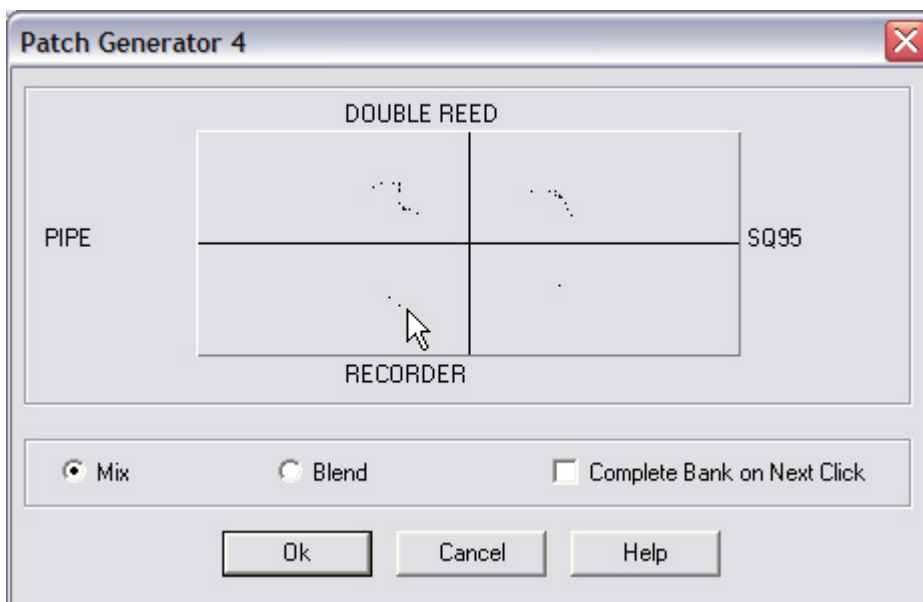 Patch Generator 4
DOUBLE REED
PIPE
SQ95
RECORDER
Mix
Blend
Complete Bank on Next Click
Ok
Cancel
Help